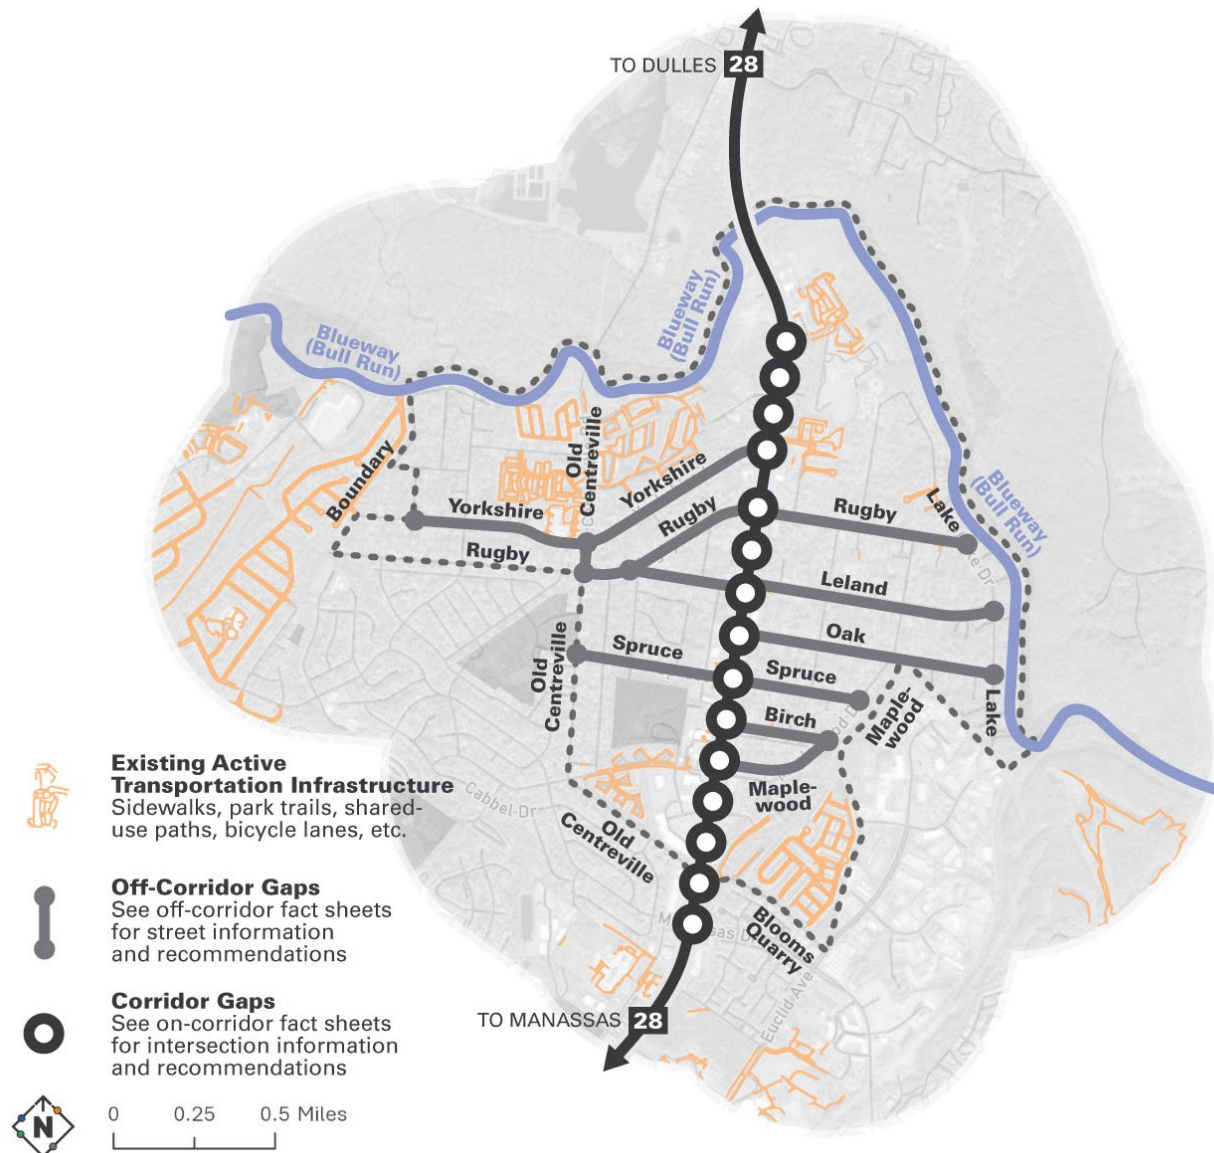 TO DULLES 28
Blueway
(Bull Run)
Blueway
(Bull Run)
Blueway
(Bull Run)
Boundary
Old
Centreville
Yorkshire
Yorkshire
Rugby
Rugby
Rugby
Lake
Leland
Oak
Old
Centreville
Spruce
Spruce
Maple-
wood
Lake
Birch
Maple-
wood
Cabbel-Dr
Old
Centreville
Blooms
Quarry
Euclid-Ave
TO MANASSAS 28
Existing Active
Transportation Infrastructure
Sidewalks, park trails, shared-
use paths, bicycle lanes, etc.
Off-Corridor Gaps
See off-corridor fact sheets
for street information
and recommendations
Corridor Gaps
See on-corridor fact sheets
for intersection information
and recommendations
N
0 0.25 0.5 Miles